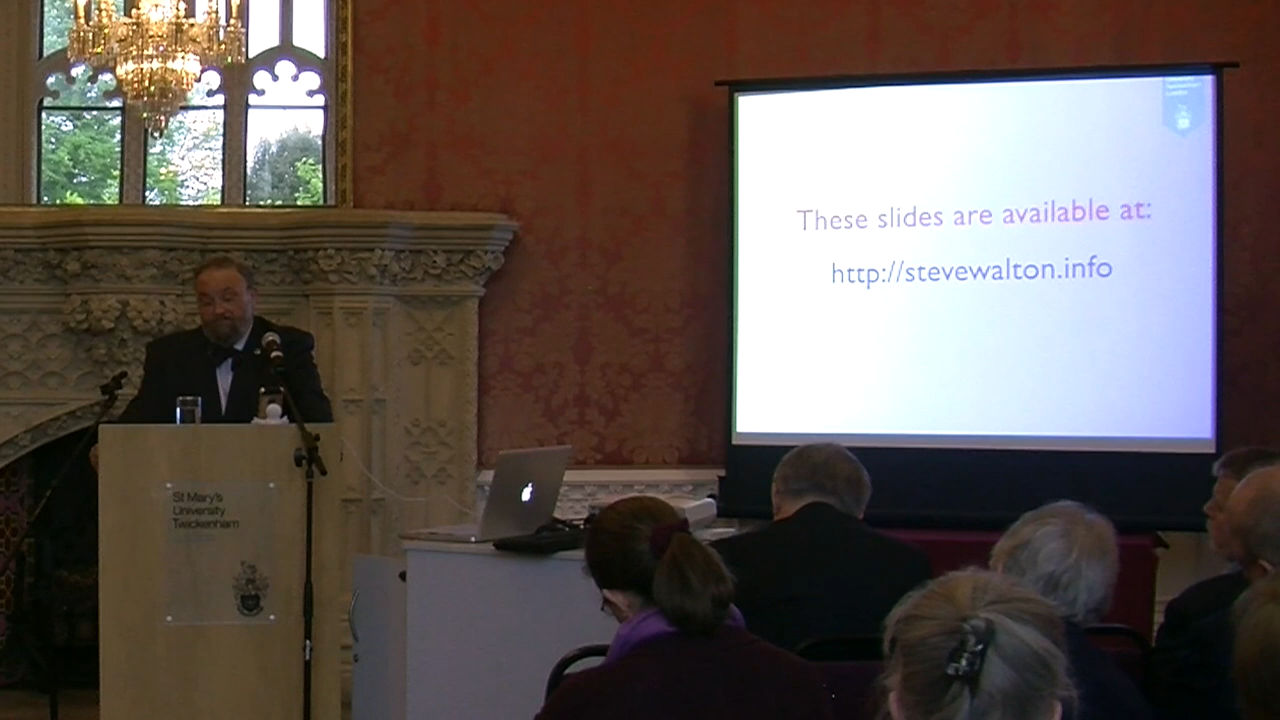 These slides are available at:
http://stevewalton.info
St Mary's
University
Twickenham